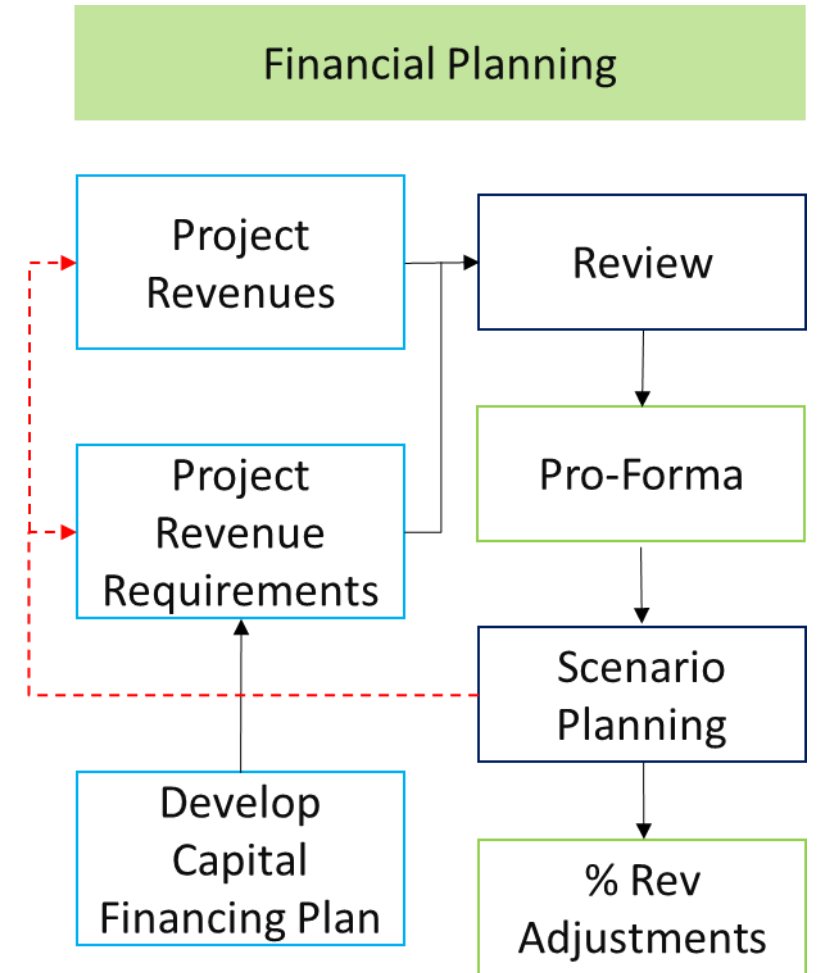 Financial Planning
Project
Revenues
Review
Project
Revenue
Requirements
Pro-Forma
Scenario
Planning
Develop
Capital
Financing Plan
% Rev
Adjustments